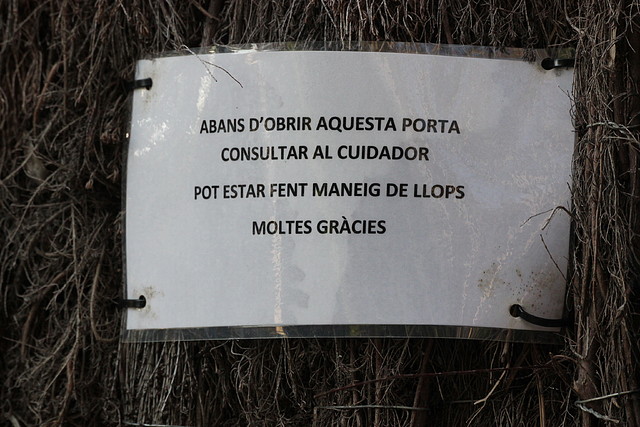 ABANS D'OBRIR AQUESTA PORTA
CONSULTAR AL CUIDADOR
POT ESTAR FENT MANEIG DE LLOPS
MOLTES GRÀCIES